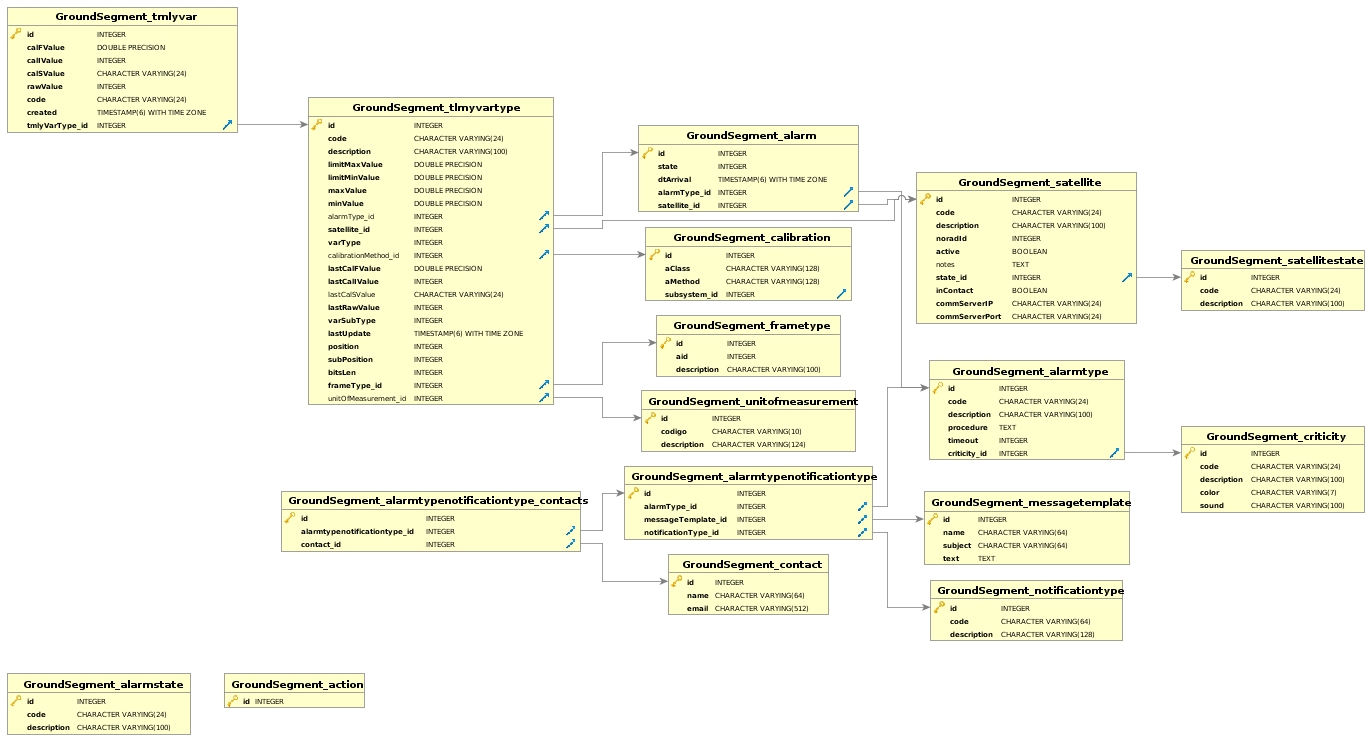 GroundSegment_tmlyvar
id INTEGER
calFValue DOUBLE PRECISION
calIValue INTEGER
calSValue CHARACTER VARYING(24)
rawValue INTEGER
code CHARACTER VARYING(24)
created TIMESTAMP(6) WITH TIME ZONE
tmlyVarType_id INTEGER
GroundSegment_tlmyvartype
id INTEGER
code CHARACTER VARYING(24)
description CHARACTER VARYING(100)
limitMaxValue DOUBLE PRECISION
limitMinValue DOUBLE PRECISION
maxValue DOUBLE PRECISION
minValue DOUBLE PRECISION
alarmType_id INTEGER
satellite_id INTEGER
varType INTEGER
calibrationMethod_id INTEGER
lastCalFValue DOUBLE PRECISION
lastCalIValue INTEGER
lastCalSValue CHARACTER VARYING(24)
lastRawValue INTEGER
varSubType INTEGER
lastUpdate TIMESTAMP(6) WITH TIME ZONE
position INTEGER
subPosition INTEGER
bitsLen INTEGER
frameType_id INTEGER
unitOfMeasurement_id INTEGER
GroundSegment_alarm
id INTEGER
state INTEGER
dtArrival TIMESTAMP(6) WITH TIME ZONE
alarmType_id INTEGER
satellite_id INTEGER
GroundSegment_calibration
id INTEGER
aClass CHARACTER VARYING(128)
aMethod CHARACTER VARYING(128)
subsystem_id INTEGER
GroundSegment_frametype
id INTEGER
aid INTEGER
description CHARACTER VARYING(100)
GroundSegment_unitofmeasurement
id INTEGER
codigo CHARACTER VARYING(10)
description CHARACTER VARYING(124)
GroundSegment_satellite
id INTEGER
code CHARACTER VARYING(24)
description CHARACTER VARYING(100)
noradId INTEGER
active BOOLEAN
notes TEXT
state_id INTEGER
inContact BOOLEAN
commServerIP CHARACTER VARYING(24)
commServerPort CHARACTER VARYING(24)
GroundSegment_satellitestate
id INTEGER
code CHARACTER VARYING(24)
description CHARACTER VARYING(100)
GroundSegment_alarmtype
id INTEGER
code CHARACTER VARYING(24)
description CHARACTER VARYING(100)
procedure TEXT
timeout INTEGER
criticity_id INTEGER
GroundSegment_criticity
id INTEGER
code CHARACTER VARYING(24)
description CHARACTER VARYING(100)
color CHARACTER VARYING(7)
sound CHARACTER VARYING(100)
GroundSegment_alarmtypenotificationtype_contacts
id INTEGER
alarmtypenotificationtype_id INTEGER
contact_id INTEGER
GroundSegment_alarmtypenotificationtype
id INTEGER
alarmType_id INTEGER
messageTemplate_id INTEGER
notificationType_id INTEGER
GroundSegment_messagetemplate
id INTEGER
name CHARACTER VARYING(64)
subject CHARACTER VARYING(64)
text TEXT
GroundSegment_contact
id INTEGER
name CHARACTER VARYING(64)
email CHARACTER VARYING(512)
GroundSegment_notificationtype
id INTEGER
code CHARACTER VARYING(64)
description CHARACTER VARYING(128)
GroundSegment_alarmstate
id INTEGER
code CHARACTER VARYING(24)
description CHARACTER VARYING(100)
GroundSegment_action
id INTEGER